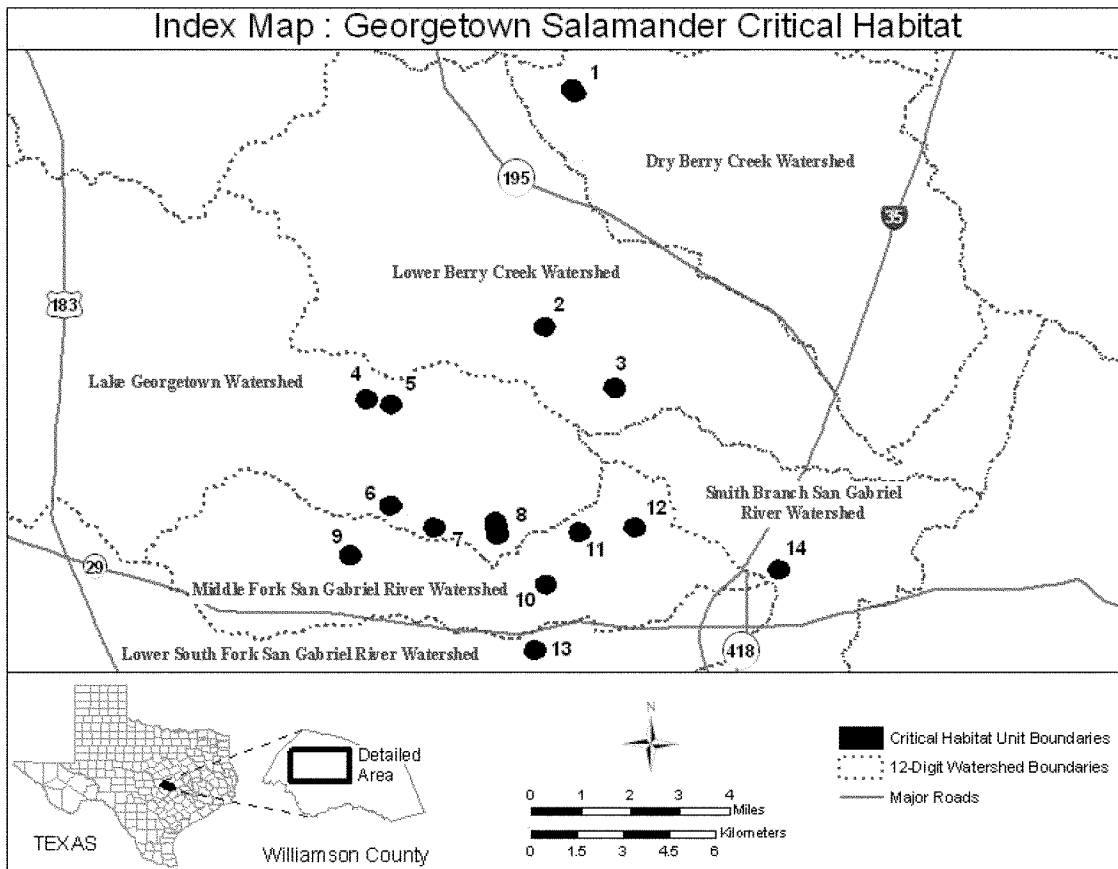 Index Map : Georgetown Salamander Critical Habitat
1
Dry Berry Creek Watershed
195
35
Lower Berry Creek Watershed
183
2
3
Lake Georgetown Watershed
4
5
6
7
8
9
10
11
12
Smith Branch San Gabriel
River Watershed
14
29
Middle Fork San Gabriel River Watershed
13
418
Lower South Fork San Gabriel River Watershed
TEXAS
Detailed
Area
Williamson County
N
0 1 2 3 4
Miles
Kilometers
0 1.5 3 4.5 6
Critical Habitat Unit Boundaries
12-Digit Watershed Boundaries
Major Roads